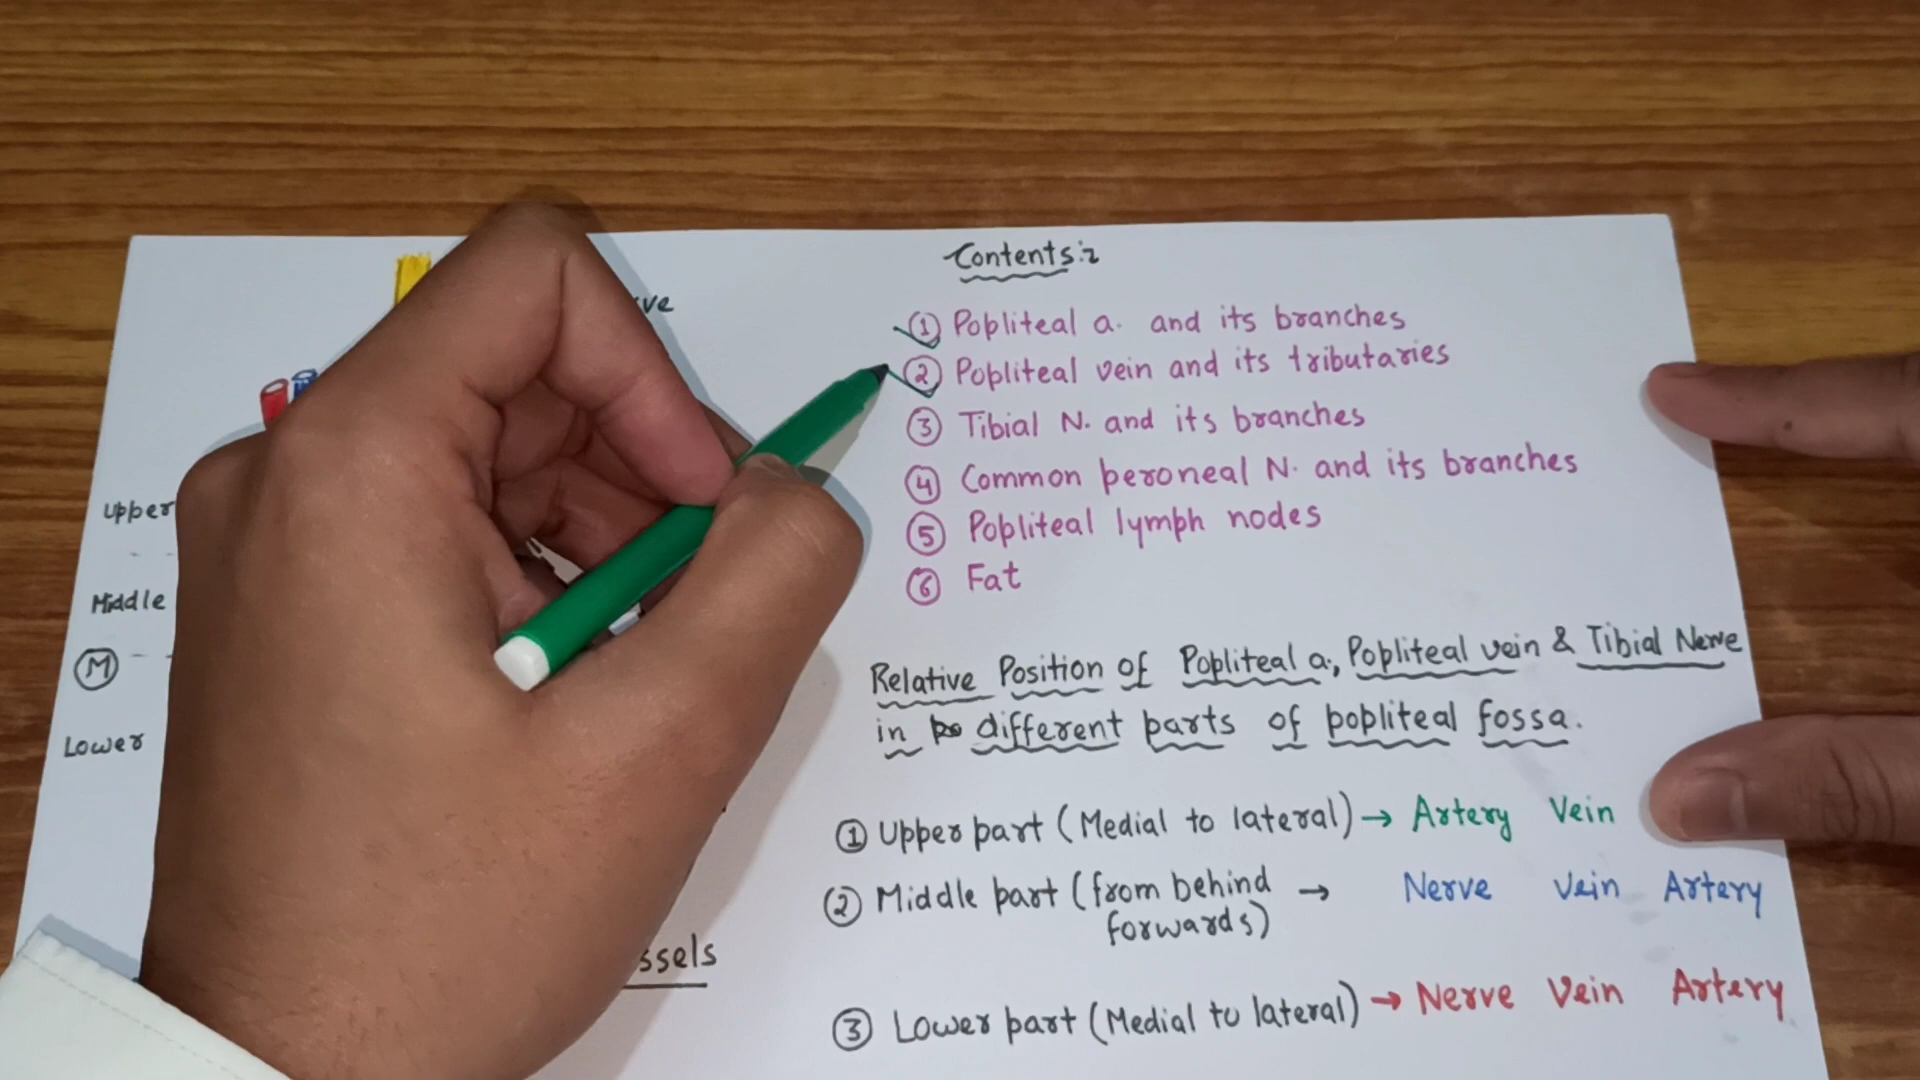 Contents:-
① Popliteal a. and its branches
② Popliteal vein and its tributaries
③ Tibial N. and its branches
④ Common peroneal N. and its branches
⑤ Popliteal lymph nodes
⑥ Fat
Relative Position of Popliteal a., Popliteal vein & Tibial Nerve
in different parts of popliteal fossa.
① Upper part (Medial to lateral) → Artery Vein
② Middle part (from behind → Nerve Vein Artery
forwards)
③ Lower part (Medial to lateral) → Nerve Vein Artery
Upper
Middle
M
Lower